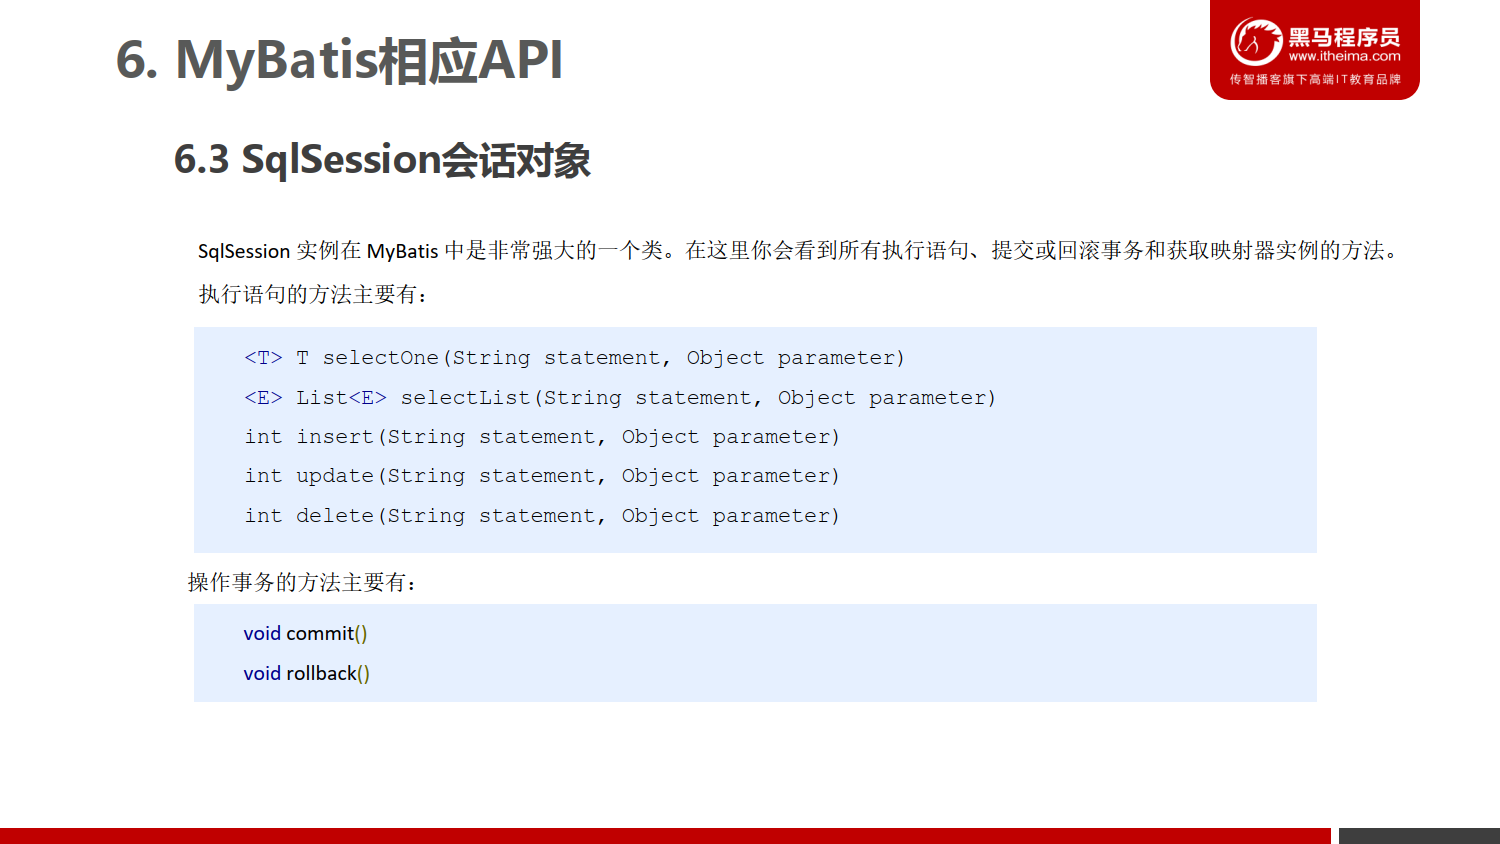 6. MyBatis相应API
黑马程序员
www.itheima.com
传智播客旗下高端IT教育品牌
6.3 SqlSession会话对象
SqlSession 实例在 MyBatis 中是非常强大的一个类。在这里你会看到所有执行语句、提交或回滚事务和获取映射器实例的方法。
执行语句的方法主要有：
<T> T selectOne(String statement, Object parameter)
<E> List<E> selectList(String statement, Object parameter)
int insert(String statement, Object parameter)
int update(String statement, Object parameter)
int delete(String statement, Object parameter)
操作事务的方法主要有：
void commit()
void rollback()